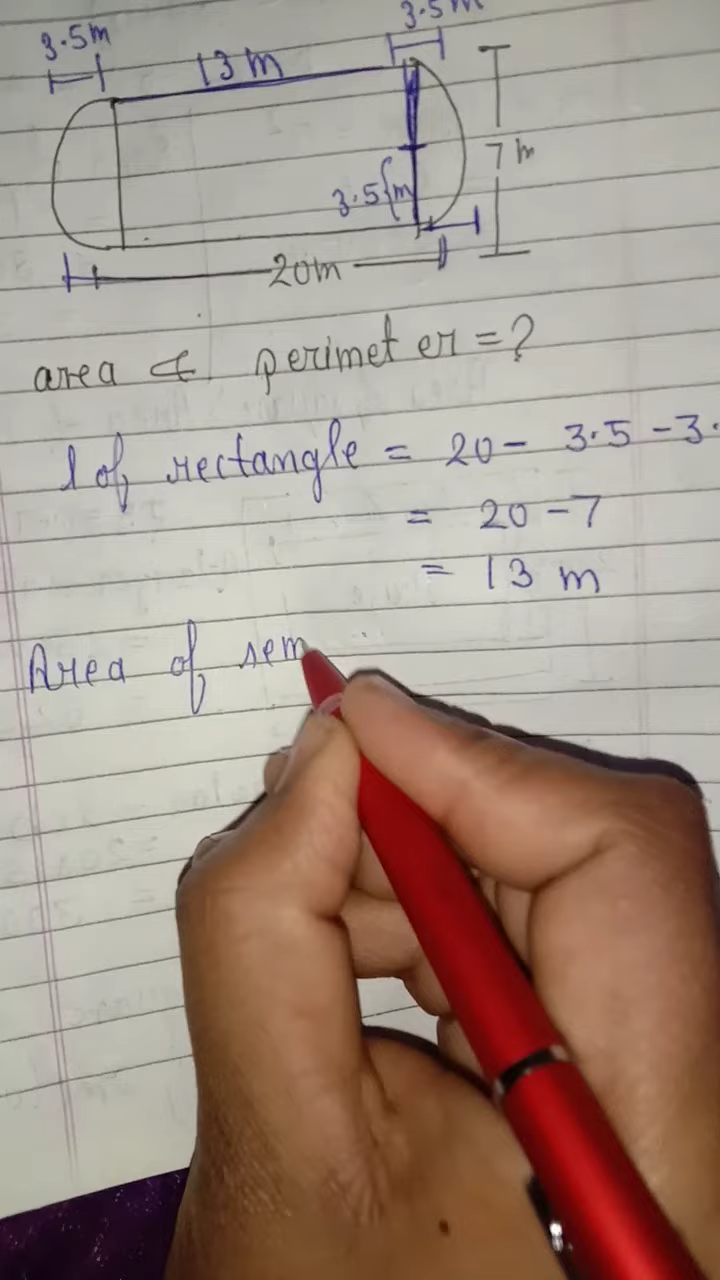 3.5m
3.5m
13 m
7m
3.5{m
20m
area & perimeter = ?
l of rectangle = 20 - 3.5 - 3.
= 20 - 7
= 13 m
Area of sem